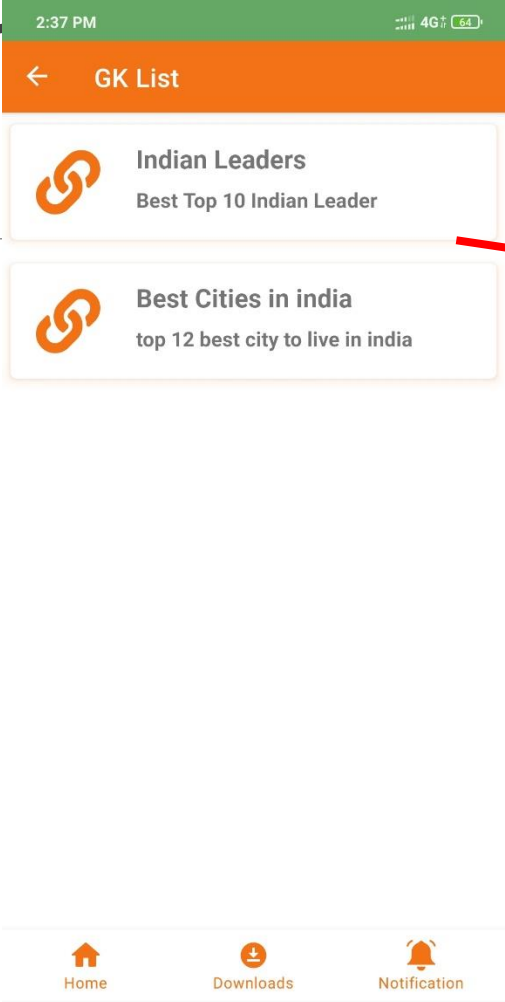 2:37 PM 4G 64
GK List
Indian Leaders
Best Top 10 Indian Leader
Best Cities in india
top 12 best city to live in india
Home Downloads Notification